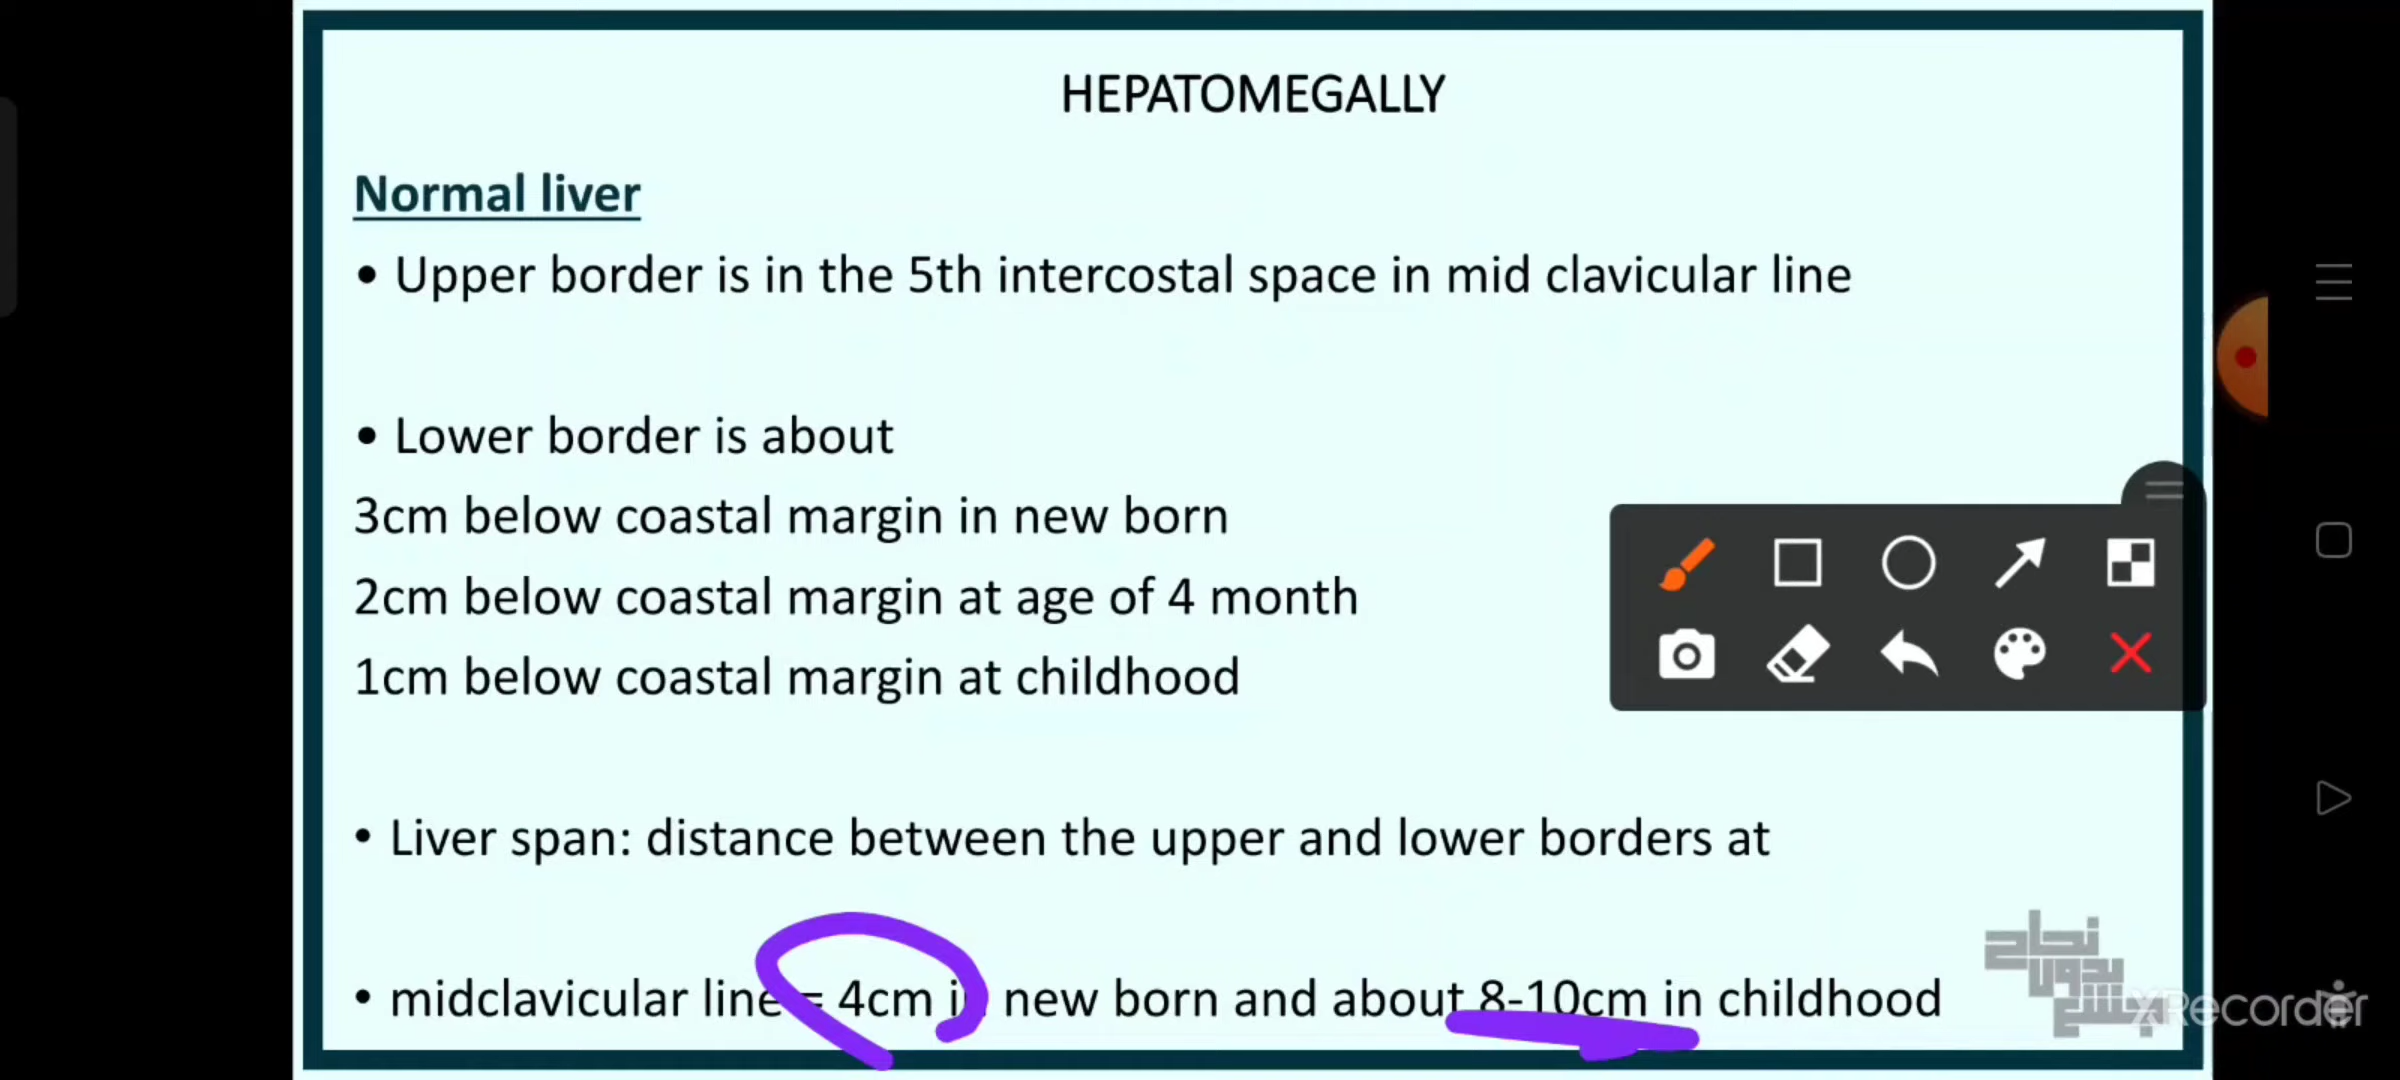 HEPATOMEGALLY
Normal liver
• Upper border is in the 5th intercostal space in mid clavicular line
• Lower border is about
3cm below coastal margin in new born
2cm below coastal margin at age of 4 month
1cm below coastal margin at childhood
• Liver span: distance between the upper and lower borders at
• midclavicular line = 4cm in new born and about 8-10cm in childhood
نجاح
بدون
XRecorder